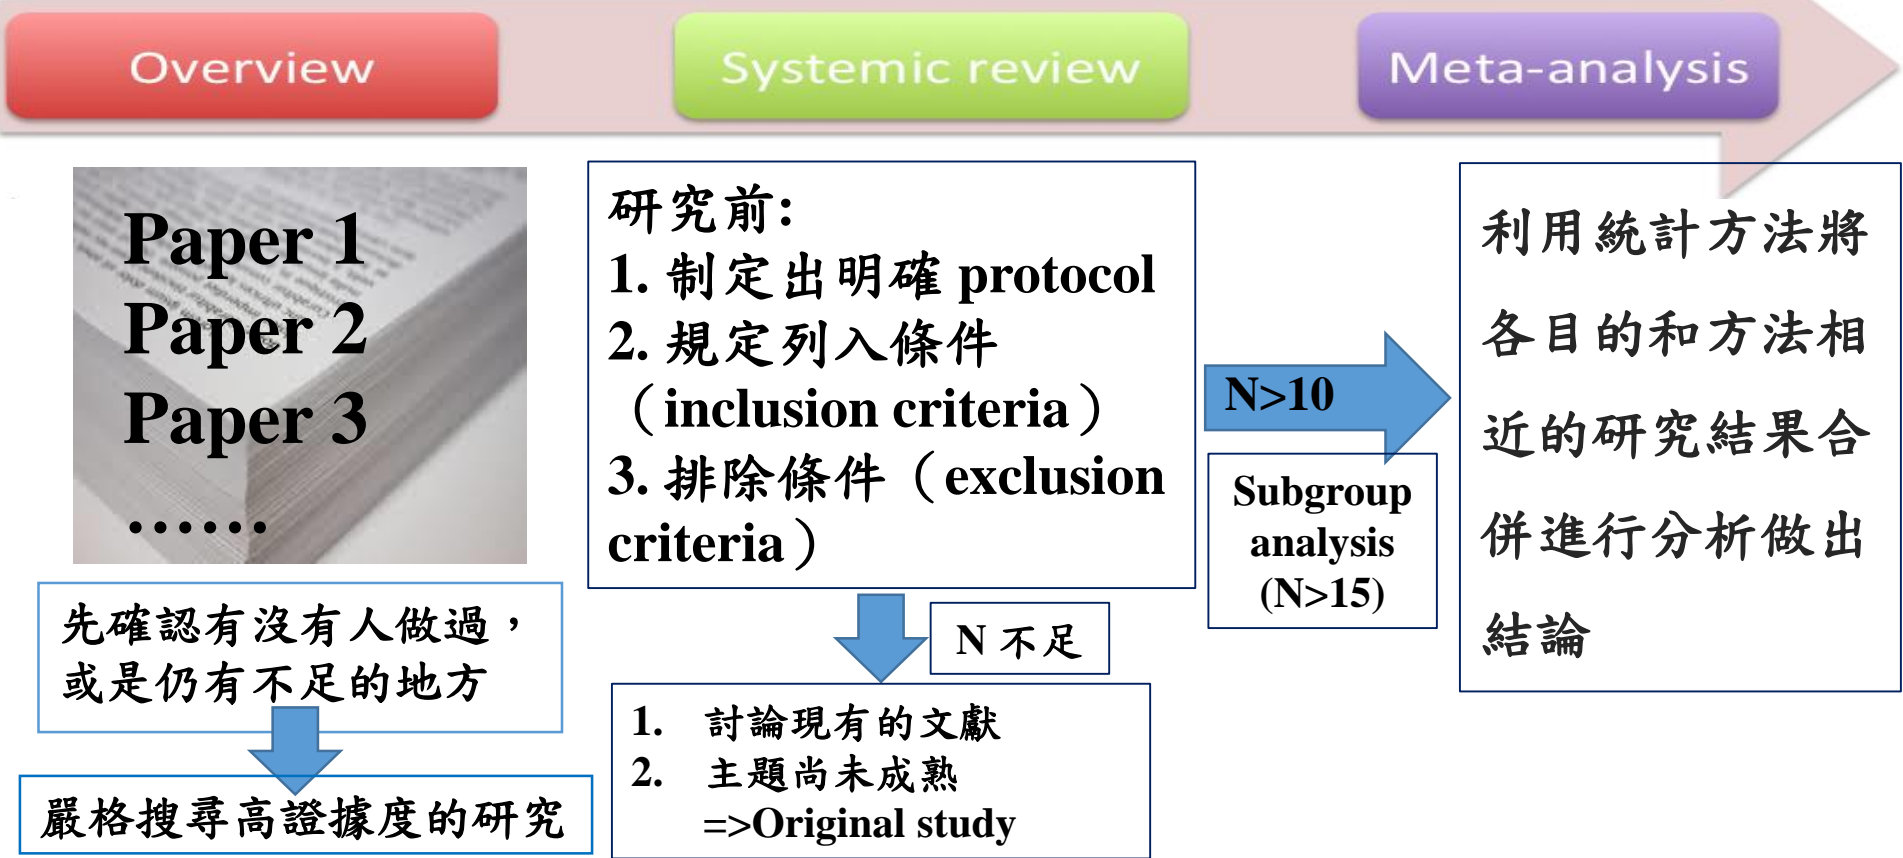 Overview
Systemic review
Meta-analysis
Paper 1
Paper 2
Paper 3
......
先確認有沒有人做過，
或是仍有不足的地方
嚴格搜尋高證據度的研究
研究前:
1. 制定出明確 protocol
2. 規定列入條件
（inclusion criteria）
3. 排除條件（exclusion
criteria）
N 不足
1. 討論現有的文獻
2. 主題尚未成熟
=>Original study
N>10
Subgroup
analysis
(N>15)
利用統計方法將
各目的和方法相
近的研究結果合
併進行分析做出
結論